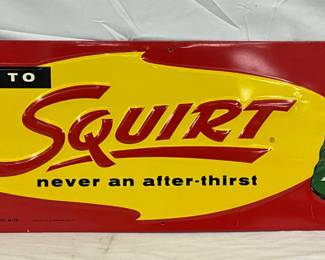 TO
SQUIRT
never an after-thirst